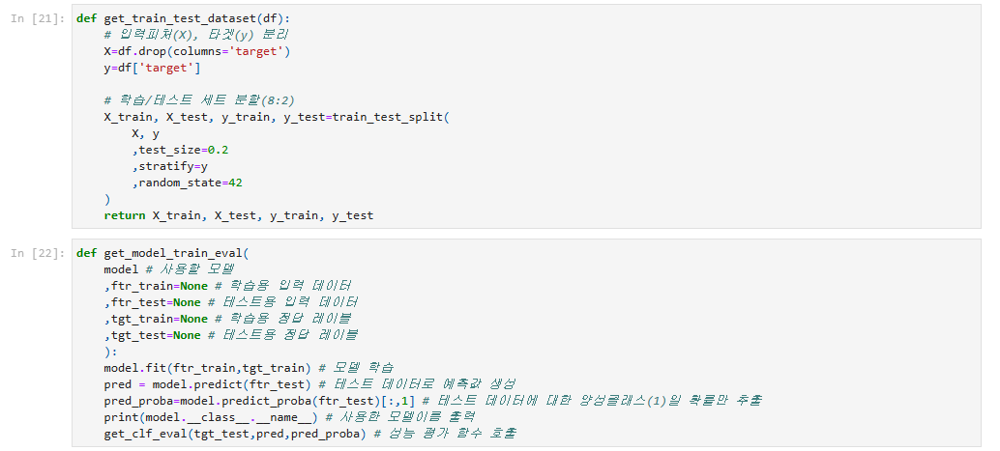 In [21]: def get_train_test_dataset(df):
# 입력피처(X), 타겟(y) 분리
X=df.drop(columns='target')
y=df['target']
# 학습/테스트 세트 분할(8:2)
X_train, X_test, y_train, y_test=train_test_split(
X, y
,test_size=0.2
,stratify=y
,random_state=42
)
return X_train, X_test, y_train, y_test
In [22]: def get_model_train_eval(
model # 사용할 모델
,ftr_train=None # 학습용 입력 데이터
,ftr_test=None # 테스트용 입력 데이터
,tgt_train=None # 학습용 정답 레이블
,tgt_test=None # 테스트용 정답 레이블
):
model.fit(ftr_train,tgt_train) # 모델 학습
pred = model.predict(ftr_test) # 테스트 데이터로 예측값 생성
pred_proba=model.predict_proba(ftr_test)[:,1] # 테스트 데이터에 대한 양성클래스(1)일 확률만 추출
print(model.__class__.__name__) # 사용한 모델이름 출력
get_clf_eval(tgt_test,pred,pred_proba) # 성능 평가 함수 호출